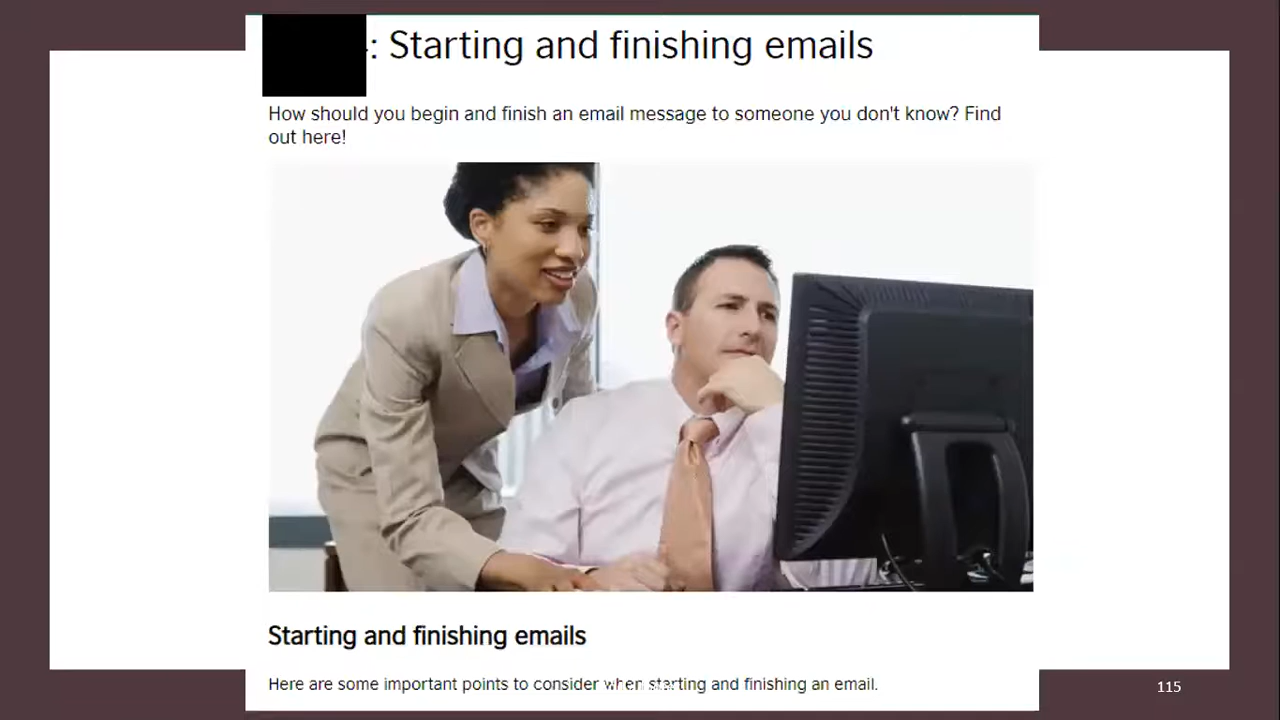 : Starting and finishing emails
How should you begin and finish an email message to someone you don't know? Find
out here!
Starting and finishing emails
Here are some important points to consider when starting and finishing an email.
115